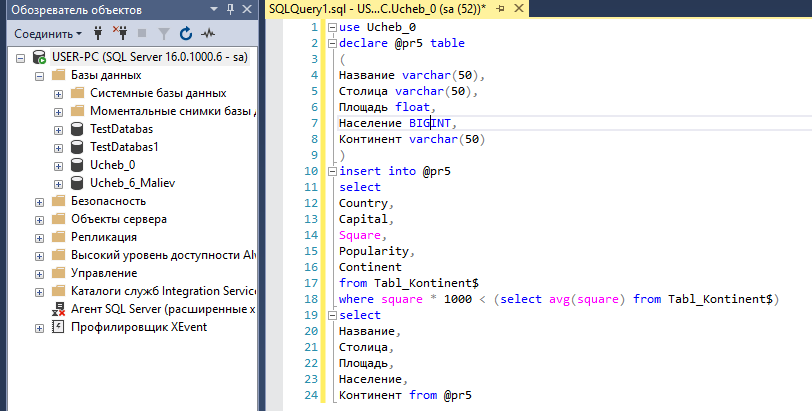 Обозреватель объектов
Соединить
USER-PC (SQL Server 16.0.1000.6 - sa)
Базы данных
Системные базы данных
Моментальные снимки базы д
TestDatabas
TestDatabas1
Ucheb_0
Ucheb_6_Maliev
Безопасность
Объекты сервера
Репликация
Высокий уровень доступности Al
Управление
Каталоги служб Integration Service
Агент SQL Server (расширенные х
Профилировщик XEvent
SQLQuery1.sql - US...C.Ucheb_0 (sa (52))*
1 use Ucheb_0
2 declare @pr5 table
3 (
4 Название varchar(50),
5 Столица varchar(50),
6 Площадь float,
7 Население BIGINT,
8 Континент varchar(50)
9 )
10 insert into @pr5
11 select
12 Country,
13 Capital,
14 Square,
15 Popularity,
16 Continent
17 from Tabl_Kontinent$
18 where square * 1000 < (select avg(square) from Tabl_Kontinent$)
19 select
20 Название,
21 Столица,
22 Площадь,
23 Население,
24 Континент from @pr5